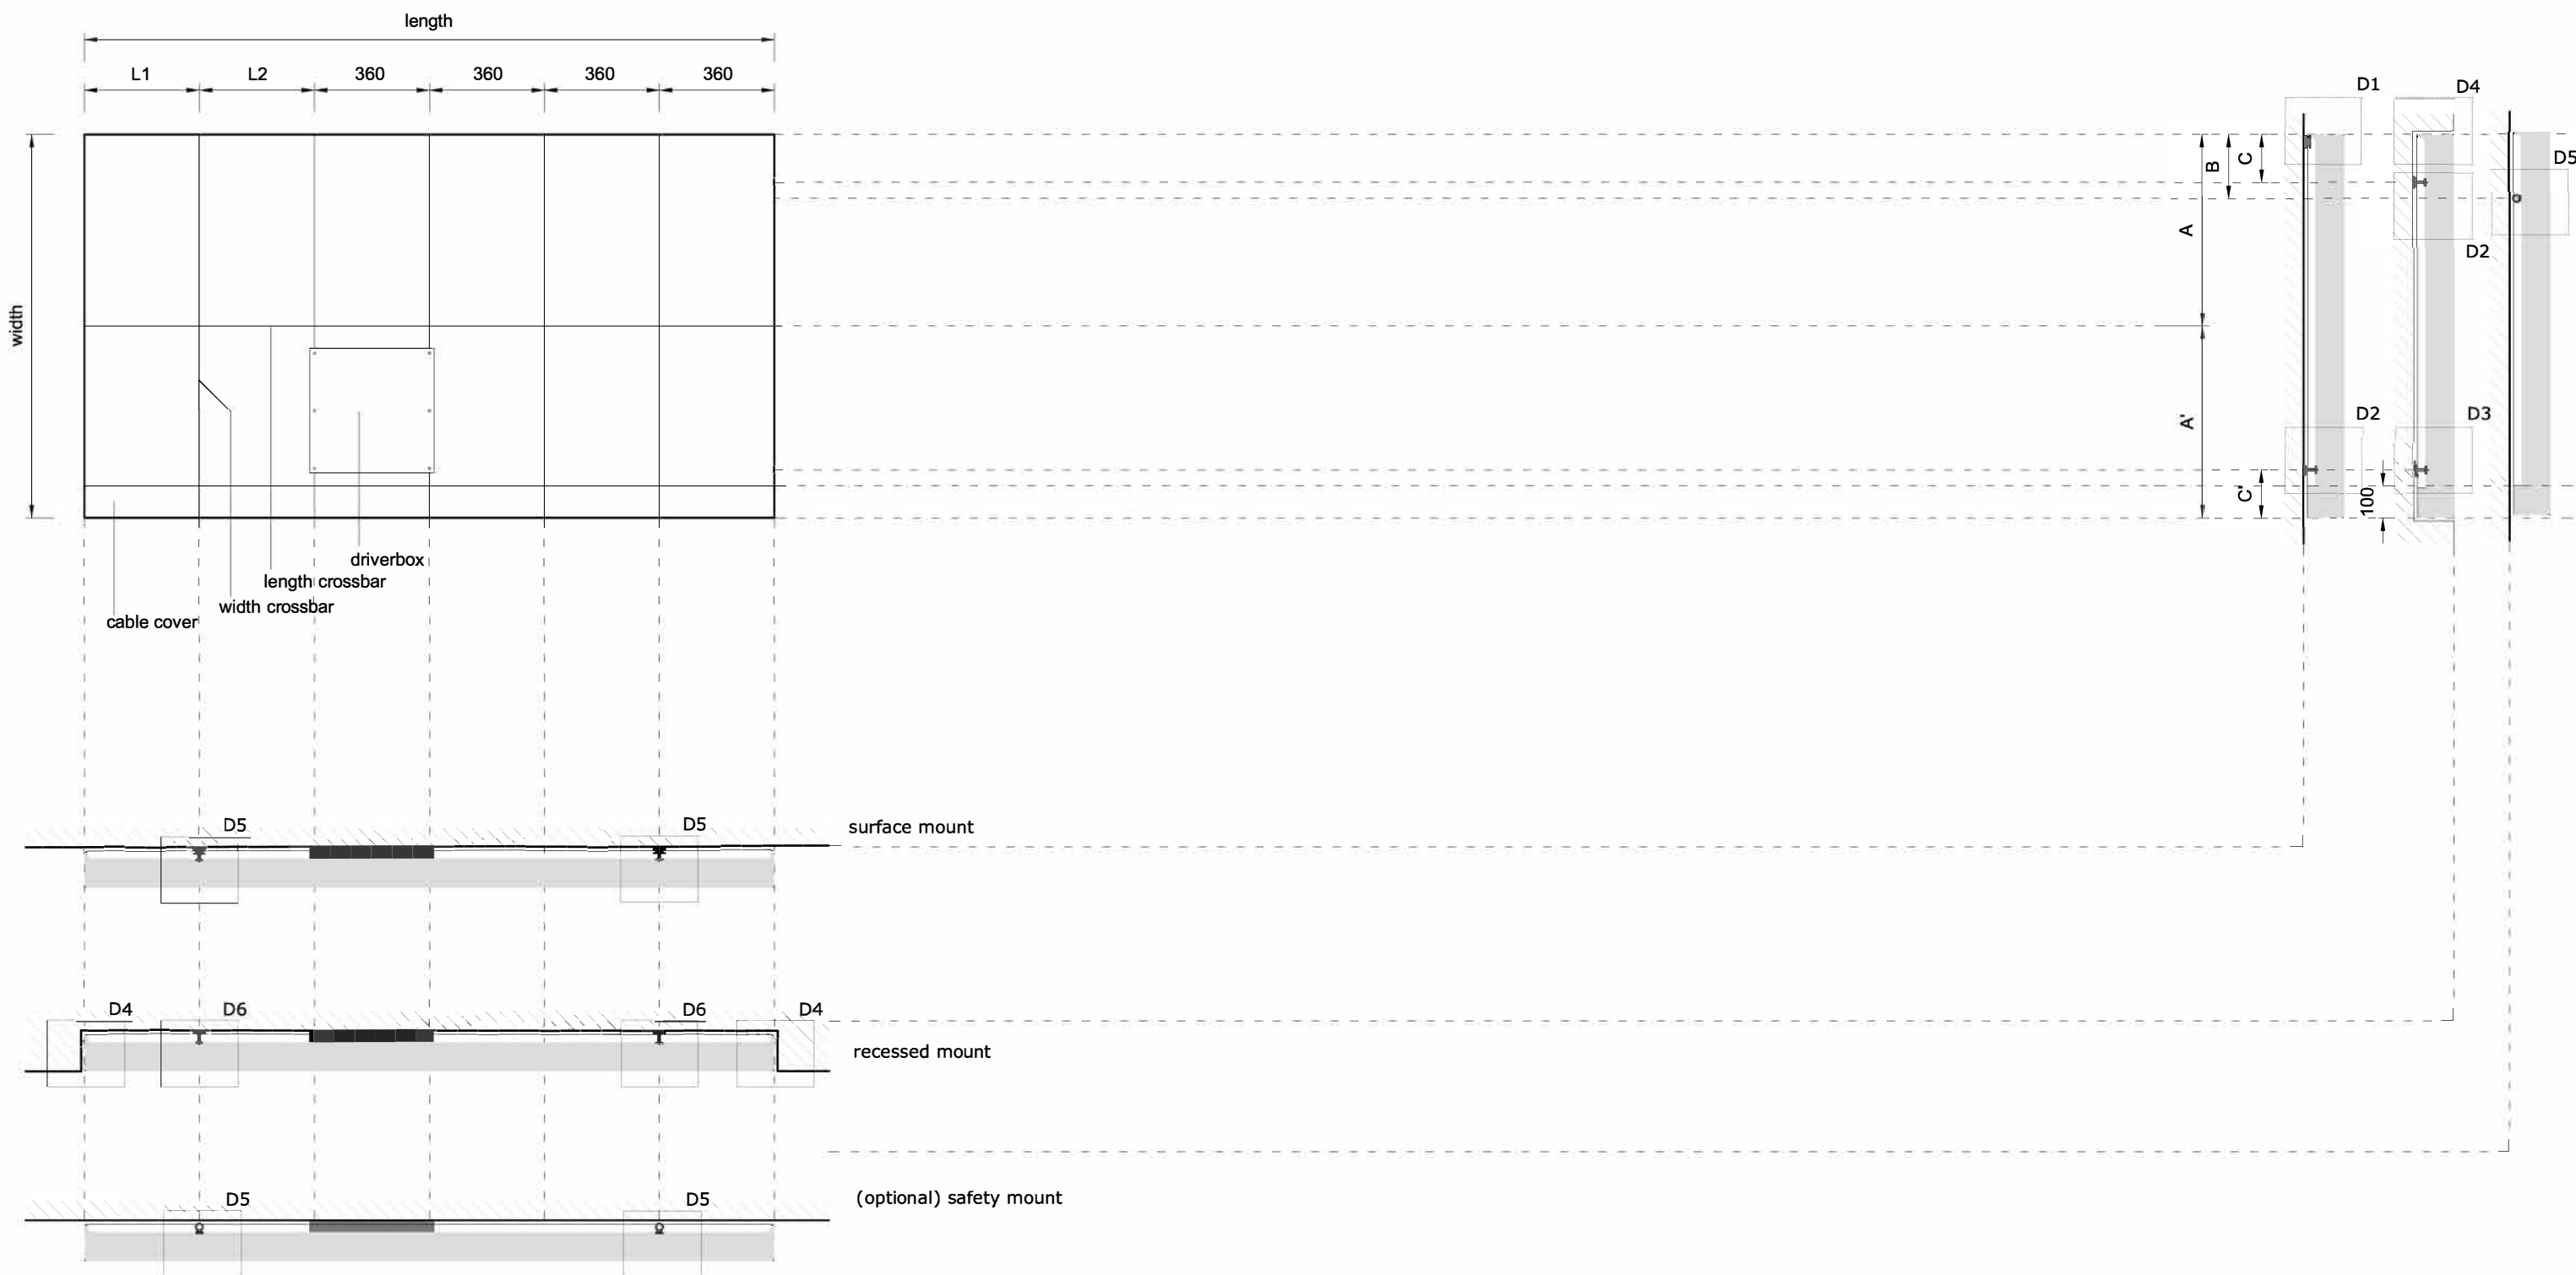 length
L1 L2 360 360 360 360
D1 D4
B C
D5
A
D2
width
D2 D3
A'
C' 100
driverbox
length crossbar
width crossbar
cable cover
D5 D5 surface mount
D4 D6 D6 D4
recessed mount
D5 D5 (optional) safety mount